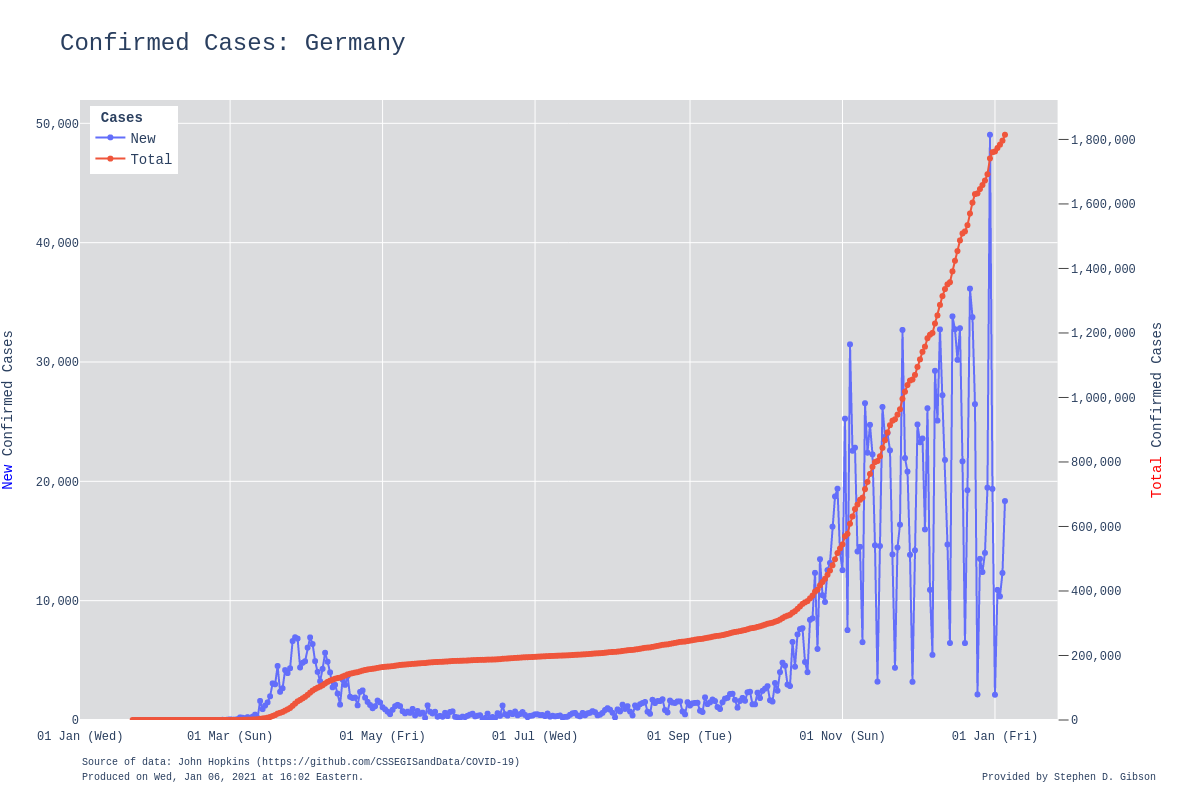 Confirmed Cases: Germany
Cases
New
Total
50,000
40,000
30,000
20,000
10,000
0
New Confirmed Cases
1,800,000
1,600,000
1,400,000
1,200,000
1,000,000
800,000
600,000
400,000
200,000
0
Total Confirmed Cases
01 Jan (Wed) 01 Mar (Sun) 01 May (Fri) 01 Jul (Wed) 01 Sep (Tue) 01 Nov (Sun) 01 Jan (Fri)
Source of data: John Hopkins (https://github.com/CSSEGISandData/COVID-19)
Produced on Wed, Jan 06, 2021 at 16:02 Eastern.
Provided by Stephen D. Gibson